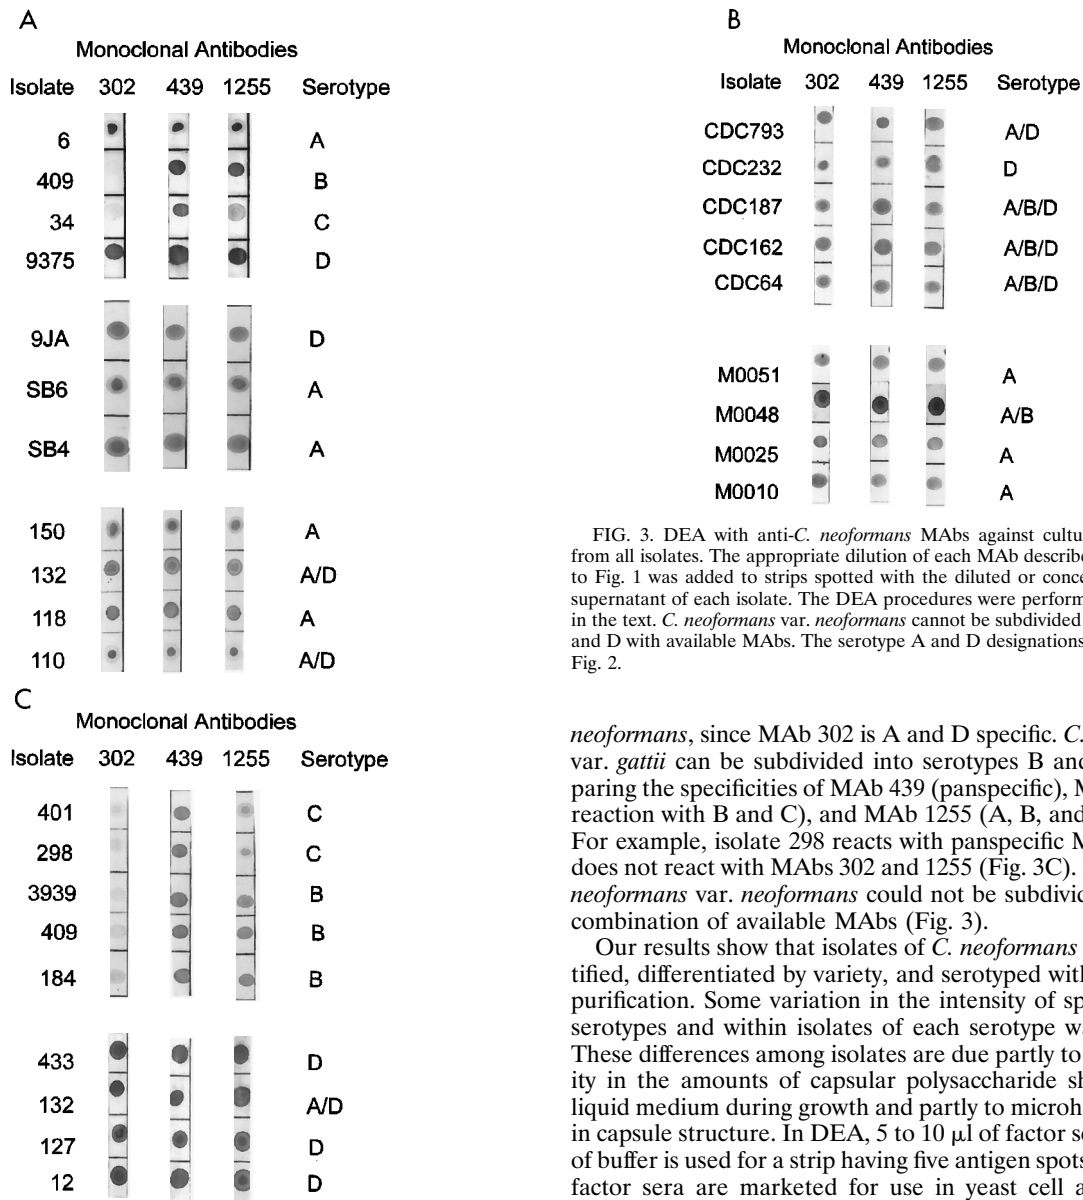 A
Monoclonal Antibodies
Isolate 302 439 1255 Serotype
6 A
409 B
34 C
9375 D
9JA D
SB6 A
SB4 A
150 A
132 A/D
118 A
110 A/D
C
Monoclonal Antibodies
Isolate 302 439 1255 Serotype
401 C
298 C
3939 B
409 B
184 B
433 D
132 A/D
127 D
12 D
B
Monoclonal Antibodies
Isolate 302 439 1255 Serotype
CDC793 A/D
CDC232 D
CDC187 A/B/D
CDC162 A/B/D
CDC64 A/B/D
M0051 A
M0048 A/B
M0025 A
M0010 A
FIG. 3. DEA with anti-C. neoformans MAbs against cultur
from all isolates. The appropriate dilution of each MAb describe
to Fig. 1 was added to strips spotted with the diluted or conce
supernatant of each isolate. The DEA procedures were perform
in the text. C. neoformans var. neoformans cannot be subdivided
and D with available MAbs. The serotype A and D designations
Fig. 2.
neoformans, since MAb 302 is A and D specific. C.
var. gattii can be subdivided into serotypes B and
paring the specificities of MAb 439 (panspecific), M
reaction with B and C), and MAb 1255 (A, B, and
For example, isolate 298 reacts with panspecific M
does not react with MAbs 302 and 1255 (Fig. 3C).
neoformans var. neoformans could not be subdivid
combination of available MAbs (Fig. 3).
Our results show that isolates of C. neoformans
tified, differentiated by variety, and serotyped with
purification. Some variation in the intensity of sp
serotypes and within isolates of each serotype wa
These differences among isolates are due partly to
ity in the amounts of capsular polysaccharide sh
liquid medium during growth and partly to microh
in capsule structure. In DEA, 5 to 10 μl of factor se
of buffer is used for a strip having five antigen spots
factor sera are marketed for use in yeast cell a